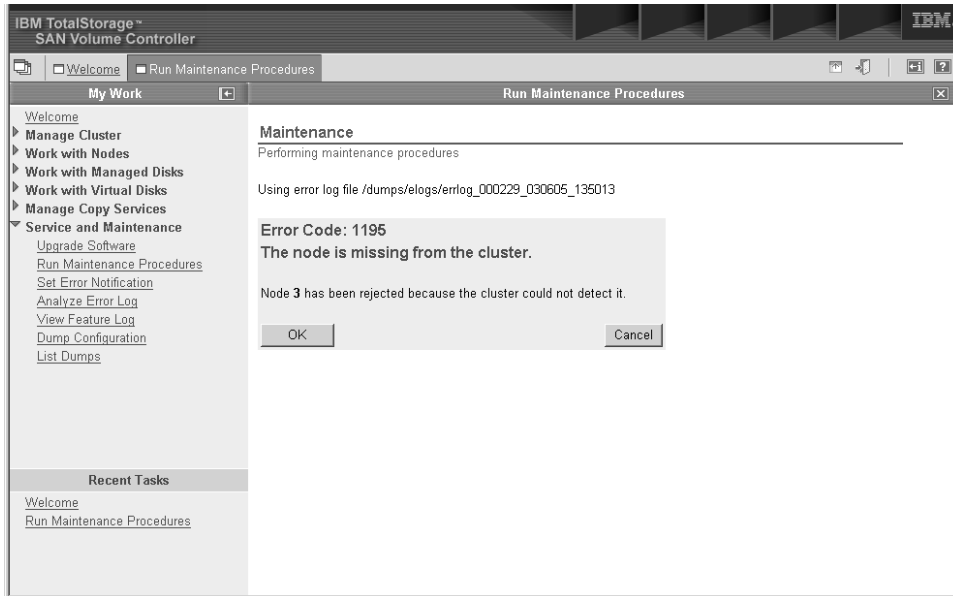 IBM TotalStorage™
SAN Volume Controller
IBM
Welcome
Run Maintenance Procedures
My Work
Run Maintenance Procedures
Welcome
Manage Cluster
Work with Nodes
Work with Managed Disks
Work with Virtual Disks
Manage Copy Services
Service and Maintenance
Upgrade Software
Run Maintenance Procedures
Set Error Notification
Analyze Error Log
View Feature Log
Dump Configuration
List Dumps
Recent Tasks
Welcome
Run Maintenance Procedures
Maintenance
Performing maintenance procedures
Using error log file /dumps/elogs/errlog_000229_030605_135013
Error Code: 1195
The node is missing from the cluster.
Node 3 has been rejected because the cluster could not detect it.
OK
Cancel